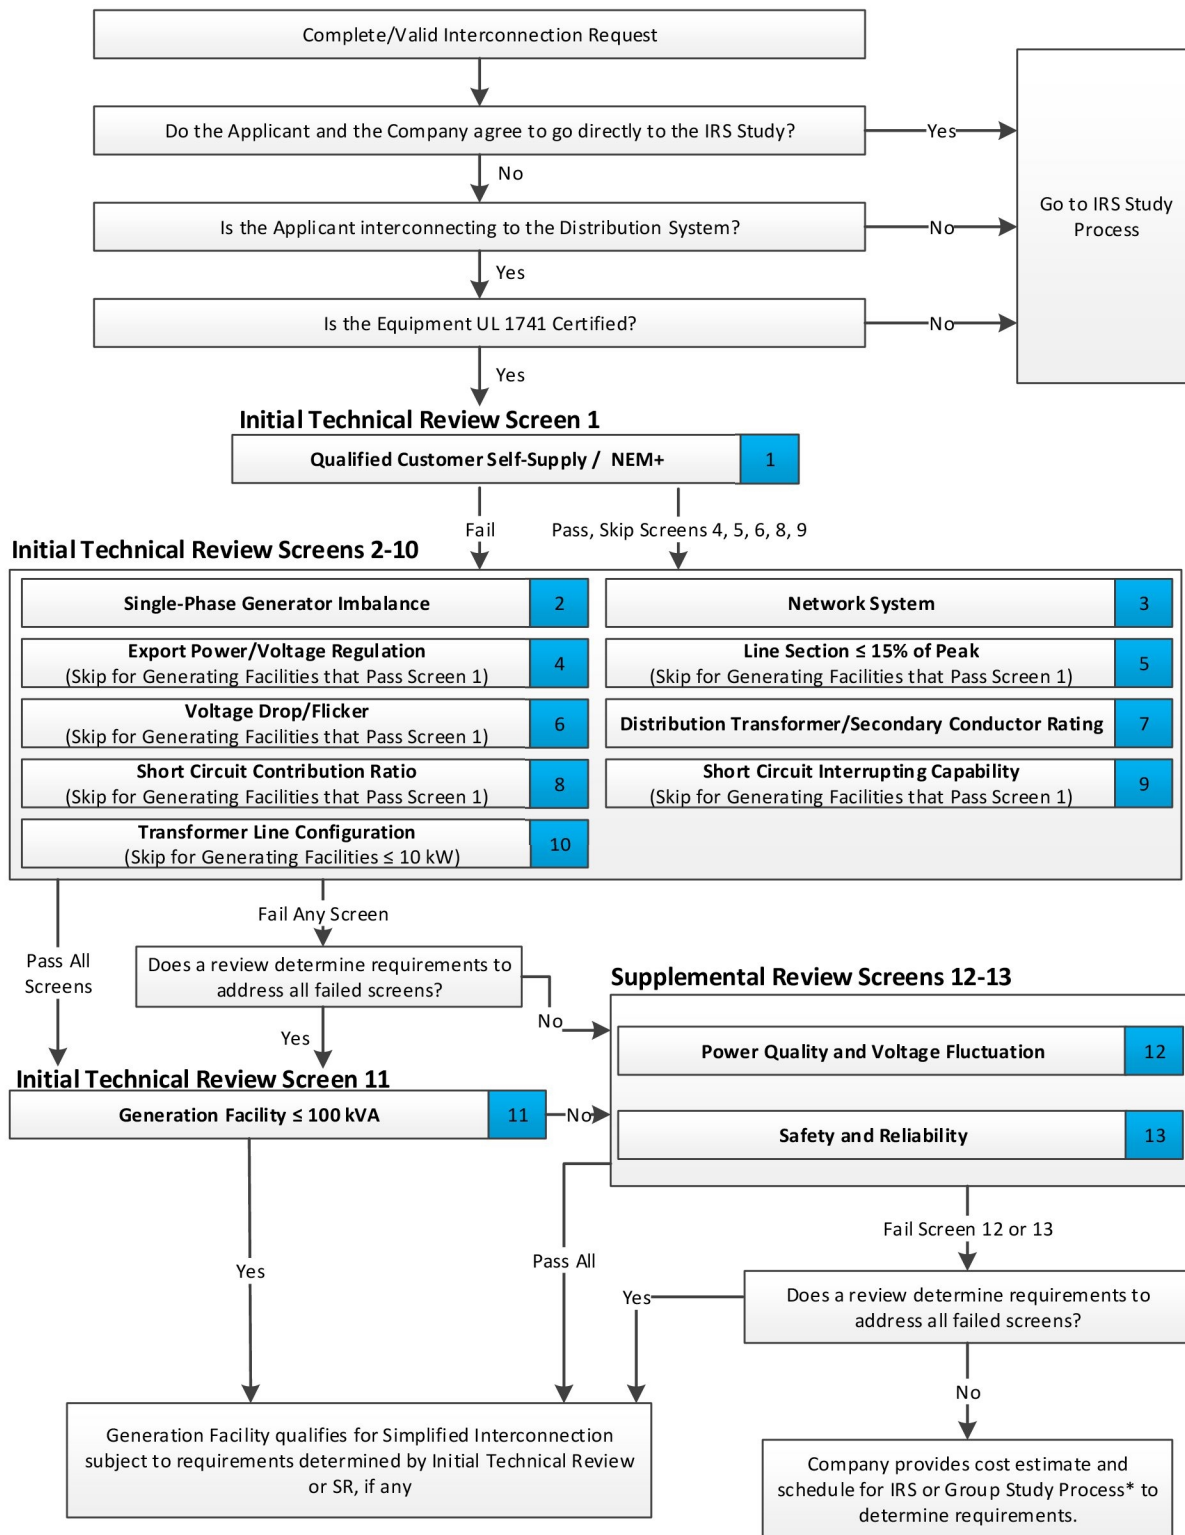 Complete/Valid Interconnection Request
Do the Applicant and the Company agree to go directly to the IRS Study?
Yes
No
Go to IRS Study
Process
Is the Applicant interconnecting to the Distribution System?
No
Yes
Is the Equipment UL 1741 Certified?
No
Yes
Initial Technical Review Screen 1
Qualified Customer Self-Supply / NEM+
1
Fail
Pass, Skip Screens 4, 5, 6, 8, 9
Initial Technical Review Screens 2-10
Single-Phase Generator Imbalance
2
Network System
3
Export Power/Voltage Regulation
(Skip for Generating Facilities that Pass Screen 1)
4
Line Section ≤ 15% of Peak
(Skip for Generating Facilities that Pass Screen 1)
5
Voltage Drop/Flicker
(Skip for Generating Facilities that Pass Screen 1)
6
Distribution Transformer/Secondary Conductor Rating
7
Short Circuit Contribution Ratio
(Skip for Generating Facilities that Pass Screen 1)
8
Short Circuit Interrupting Capability
(Skip for Generating Facilities that Pass Screen 1)
9
Transformer Line Configuration
(Skip for Generating Facilities ≤ 10 kW)
10
Fail Any Screen
Pass All
Screens
Does a review determine requirements to
address all failed screens?
No
Yes
Supplemental Review Screens 12-13
Power Quality and Voltage Fluctuation
12
Safety and Reliability
13
Initial Technical Review Screen 11
Generation Facility ≤ 100 kVA
11
No
Yes
Pass All
Fail Screen 12 or 13
Does a review determine requirements to
address all failed screens?
Yes
No
Generation Facility qualifies for Simplified Interconnection
subject to requirements determined by Initial Technical Review
or SR, if any
Company provides cost estimate and
schedule for IRS or Group Study Process* to
determine requirements.